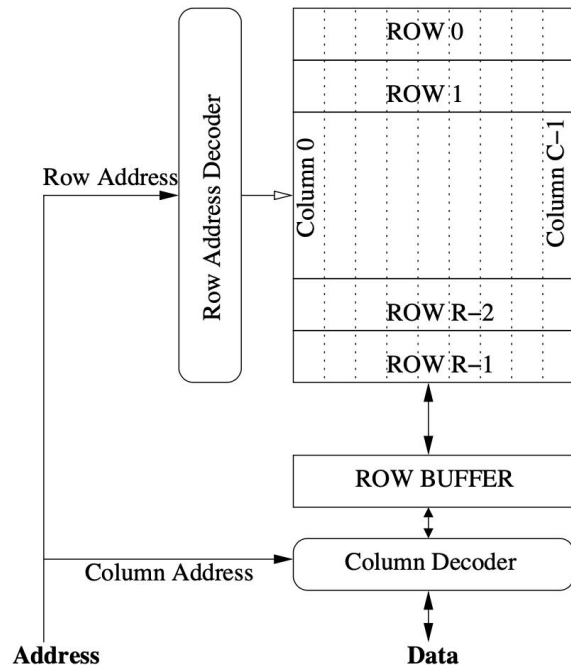 ROW 0
ROW 1
Column 0
Column C−1
Row Address
Row Address Decoder
ROW R−2
ROW R−1
ROW BUFFER
Column Decoder
Column Address
Address
Data